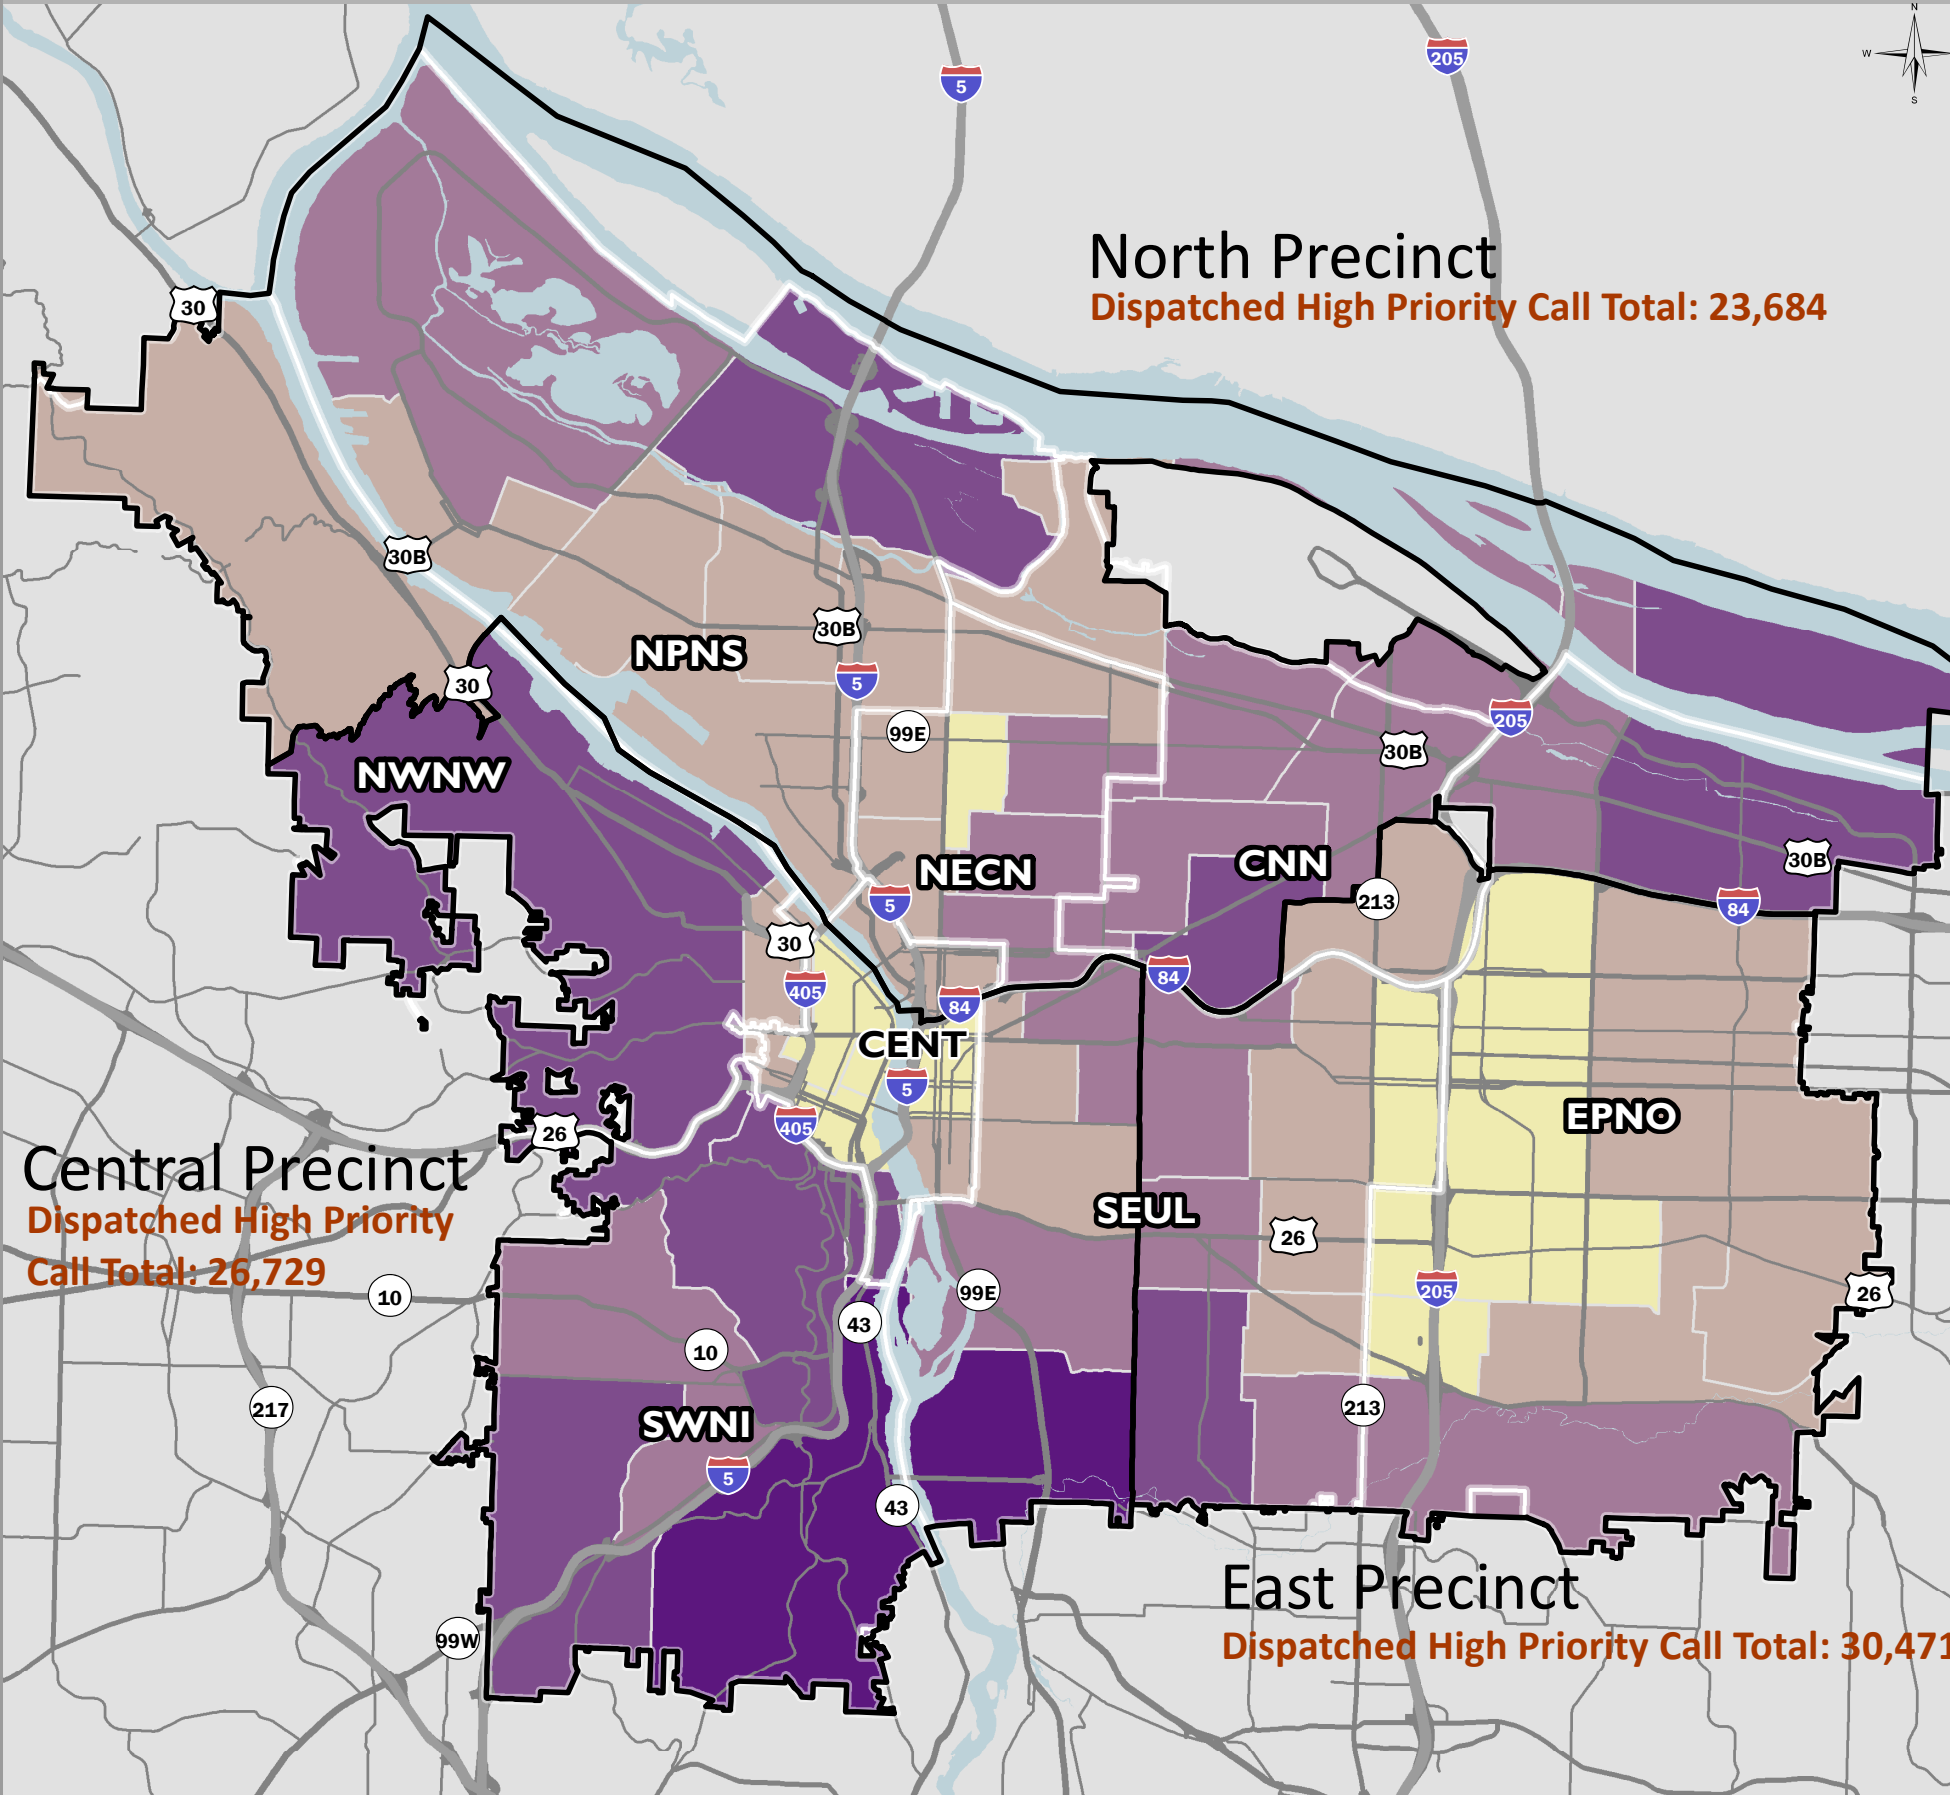 N
W
S
5
205
North Precinct
Dispatched High Priority Call Total: 23,684
30
30B
30B
NPNS
5
30
205
99E
30B
NWNW
30B
CNN
NECN
213
5
84
30
84
405
84
CENT
5
EPNO
405
26
Central Precinct
Dispatched High Priority
Call Total: 26,729
SEUL
26
205
99E
26
10
43
10
213
217
SWNI
5
43
East Precinct
Dispatched High Priority Call Total: 30,471
99W